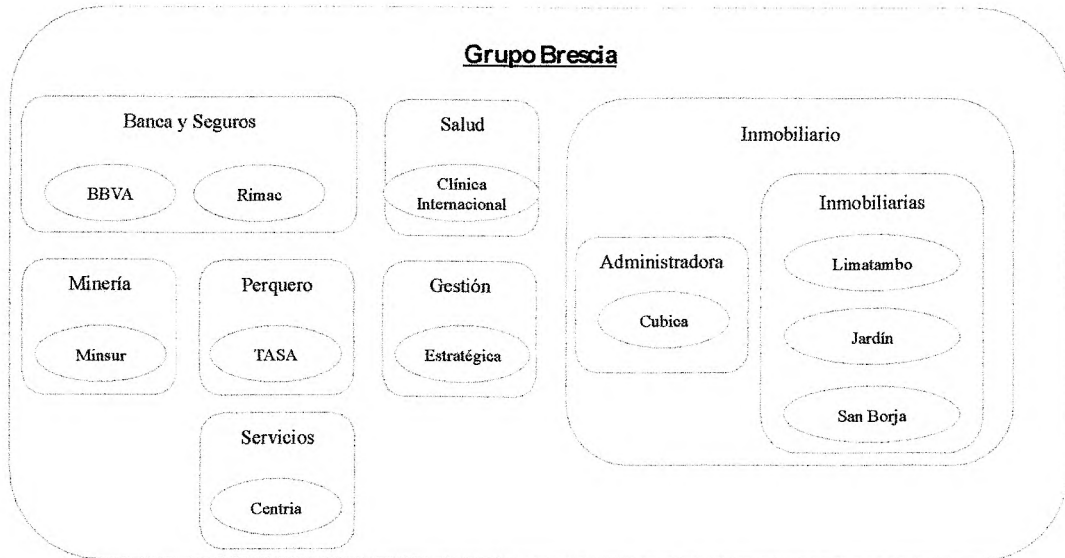 Grupo Brescia
Banca y Seguros
BBVA
Rimac
Salud
Clínica
Internacional
Minería
Minsur
Perquero
TASA
Gestión
Estratégica
Servicios
Centria
Inmobiliario
Administradora
Cubica
Inmobiliarias
Limatambo
Jardín
San Borja